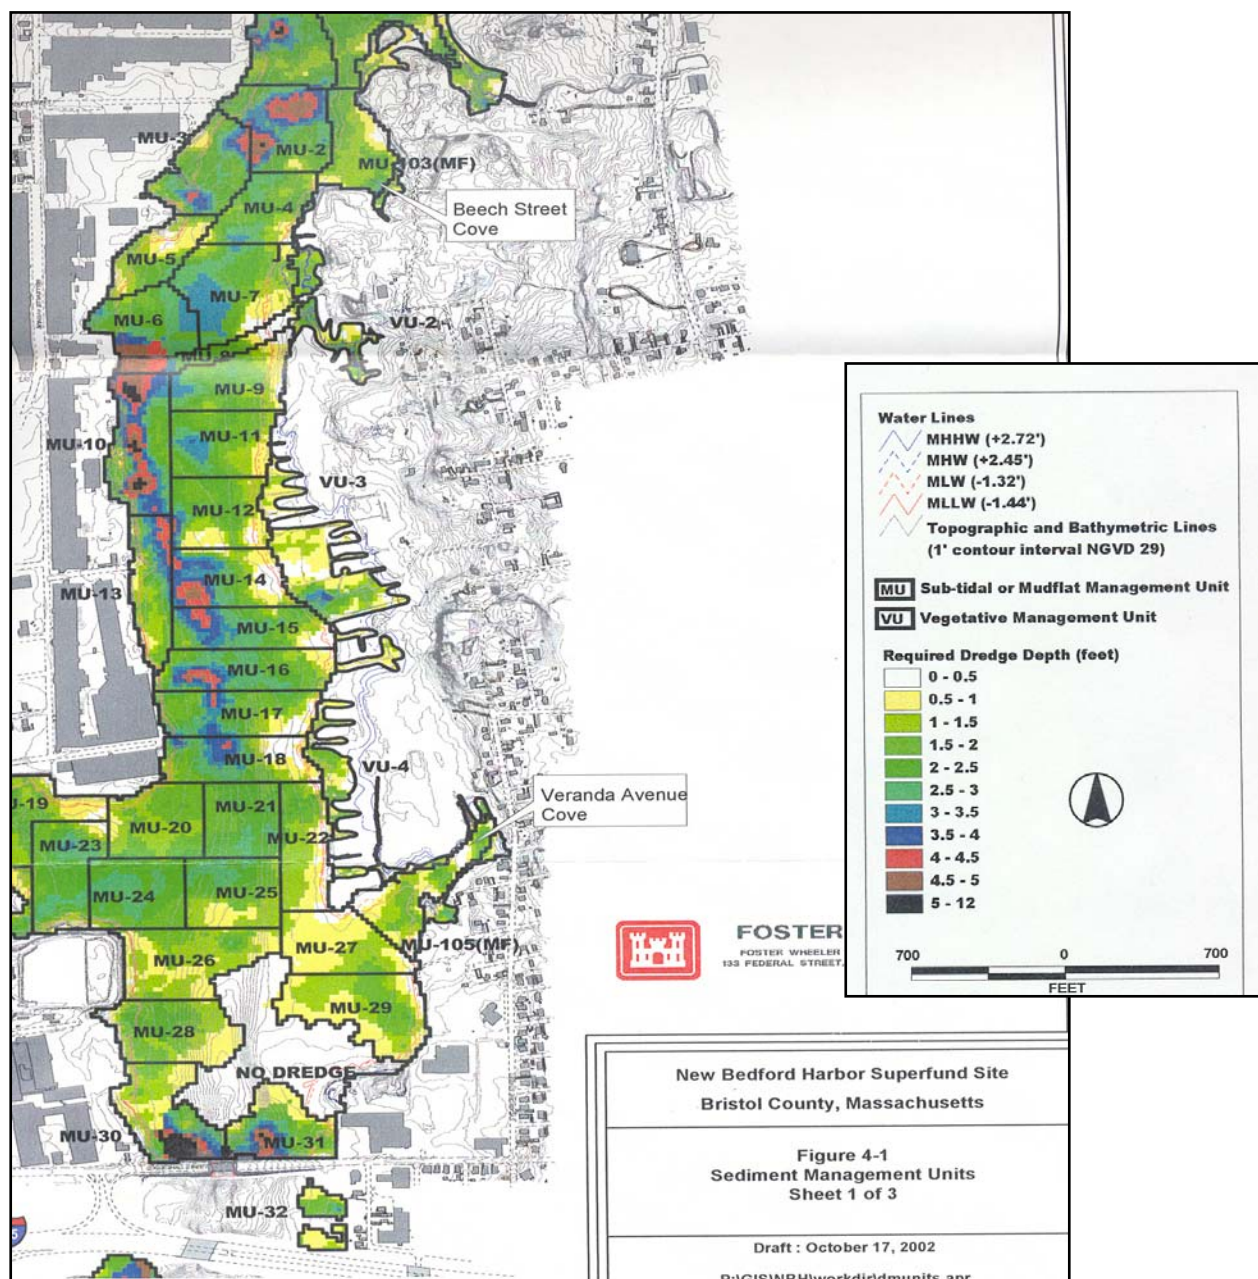 MU-3
MU-2
MU-103(MF)
MU-4
Beech Street
Cove
MU-5
MU-7
MU-6
VU-2
MU-8
MU-9
MU-10
MU-11
VU-3
MU-12
MU-14
MU-13
MU-15
MU-16
MU-17
MU-18
VU-4
Veranda Avenue
Cove
MU-21
MU-20
MU-22
MU-23
MU-24
MU-25
MU-27
MU-105(MF)
MU-26
MU-29
MU-28
NO DREDGE
MU-30
MU-31
MU-32
Water Lines
MHHW (+2.72')
MHW (+2.45')
MLW (-1.32')
MLLW (-1.44')
Topographic and Bathymetric Lines
(1' contour interval NGVD 29)
MU Sub-tidal or Mudflat Management Unit
VU Vegetative Management Unit
Required Dredge Depth (feet)
0 - 0.5
0.5 - 1
1 - 1.5
1.5 - 2
2 - 2.5
2.5 - 3
3 - 3.5
3.5 - 4
4 - 4.5
4.5 - 5
5 - 12
700 0 700
FEET
FOSTER
FOSTER WHEELER
133 FEDERAL STREET,
New Bedford Harbor Superfund Site
Bristol County, Massachusetts
Figure 4-1
Sediment Management Units
Sheet 1 of 3
Draft : October 17, 2002